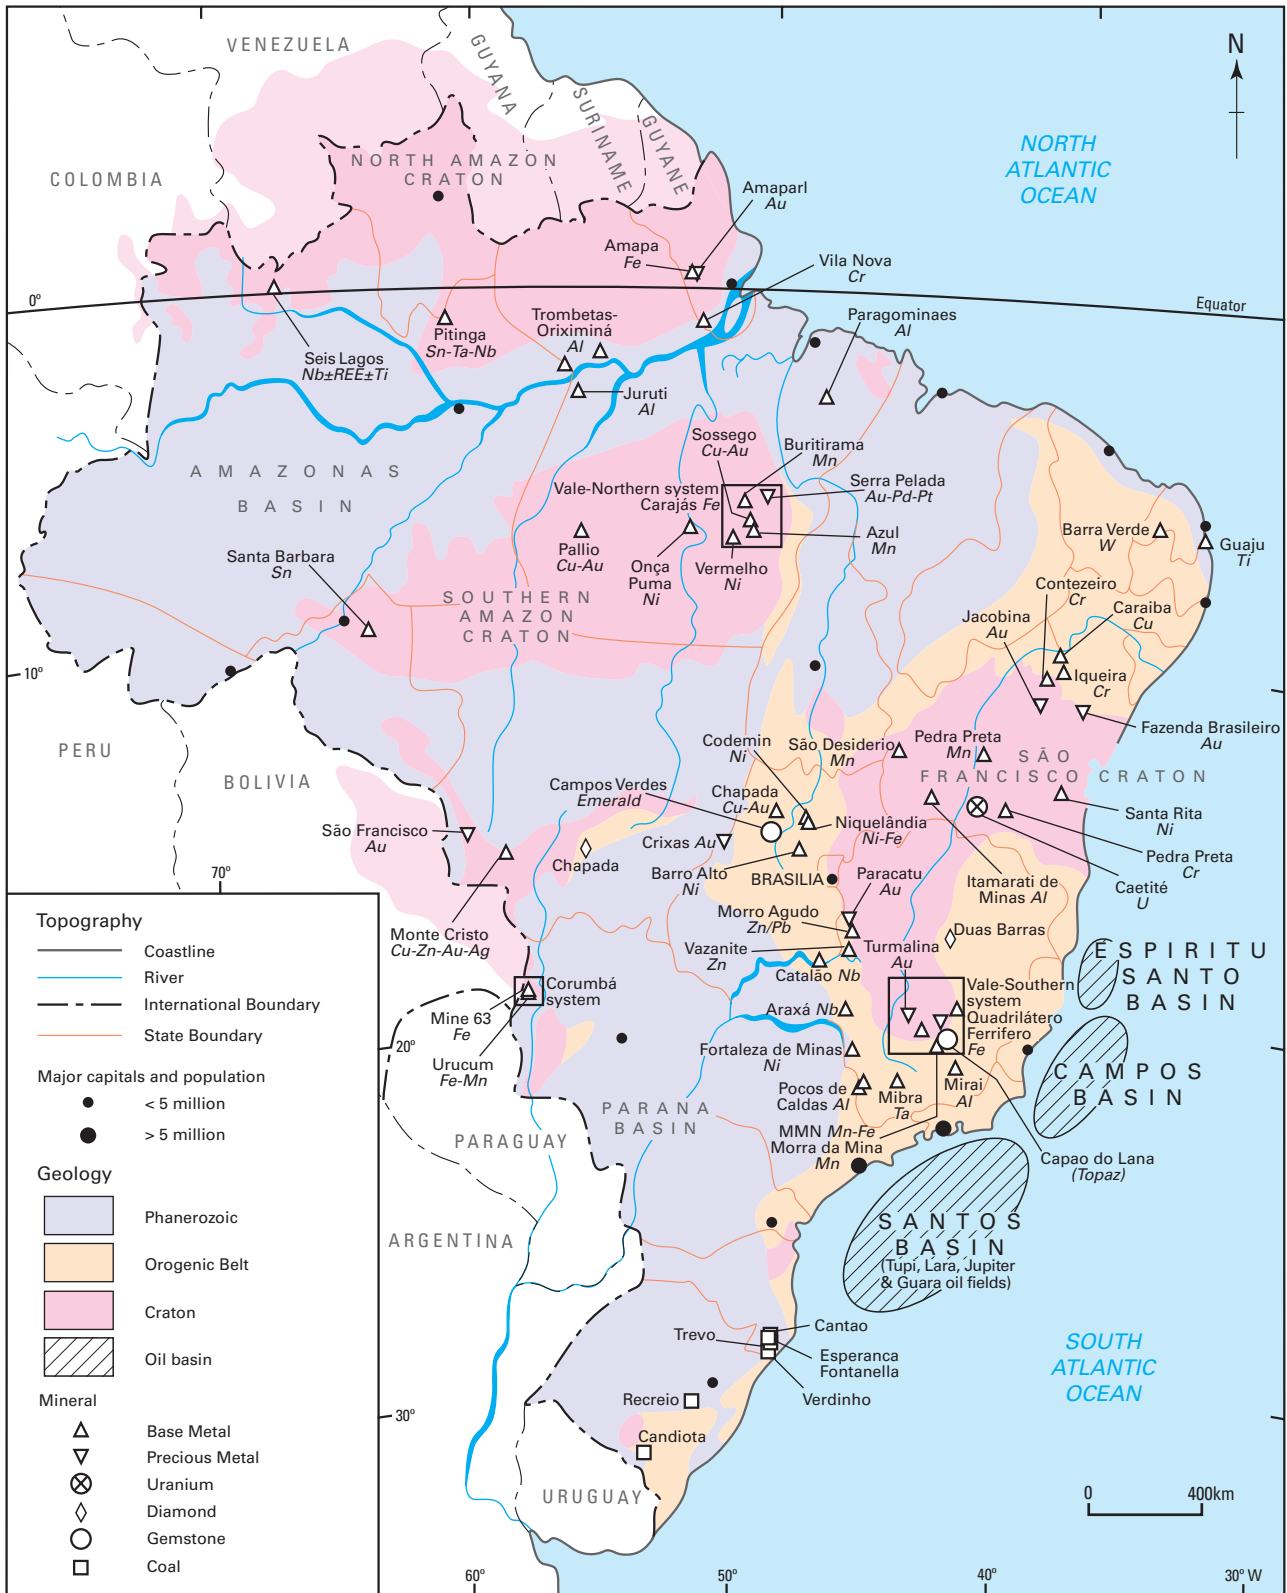 VENEZUELA
GUYANA
SURINAME
GUYANE
COLOMBIA
NORTH AMAZON
CRATON
N
NORTH
ATLANTIC
OCEAN
Amaparl
Au
Amapa
Fe
Vila Nova
Cr
0º
Equator
Paragominaes
Al
Trombetas-
Oriximiná
Al
Pitinga
Sn-Ta-Nb
Seis Lagos
Nb±REE±Ti
Juruti
Al
AMAZONAS
BASIN
Sossego
Cu-Au
Buritirama
Mn
Vale-Northern system
Carajás Fe
Serra Pelada
Au-Pd-Pt
Azul
Mn
Pallio
Cu-Au
Onça
Puma
Ni
Vermelho
Ni
Barra Verde
W
Guaju
Ti
Santa Barbara
Sn
SOUTHERN
AMAZON
CRATON
Contezeiro
Cr
Caraiba
Cu
Jacobina
Au
Iqueira
Cr
10º
PERU
BOLIVIA
Fazenda Brasileiro
Au
Codemin
Ni
São Desiderio
Mn
Pedra Preta
Mn
SÃO
FRANCISCO CRATON
Campos Verdes
Emerald
Chapada
Cu-Au
Santa Rita
Ni
São Francisco
Au
Chapada
Crixas Au
Niquelândia
Ni-Fe
Pedra Preta
Cr
Barro Alto
Ni
BRASILIA
Paracatu
Au
Itamarati de
Minas Al
Caetité
U
70º
Monte Cristo
Cu-Zn-Au-Ag
Morro Agudo
Zn/Pb
Duas Barras
Vazanite
Zn
Turmalina
Au
Catalão Nb
ESPIRITU
SANTO
BASIN
Corumbá
system
Mine 63
Fe
Urucum
Fe-Mn
Araxá Nb
Vale-Southern
system
Quadrilátero
Ferrifero
Fe
20º
Fortaleza de Minas
Ni
CAMPOS
BASIN
Pocos de
Caldas Al
Mibra
Ta
Mirai
Al
PARANA
BASIN
PARAGUAY
MMN Mn-Fe
Morra da Mina
Mn
Capao do Lana
(Topaz)
ARGENTINA
SANTOS
BASIN
(Tupi, Lara, Jupiter
& Guara oil fields)
Trevo
Cantao
Esperanca
Fontanella
Verdinho
SOUTH
ATLANTIC
OCEAN
Recreio
30º
Candiota
URUGUAY
0 400km
60º
50º
40º
30º W
Topography
Coastline
River
International Boundary
State Boundary
Major capitals and population
< 5 million
> 5 million
Geology
Phanerozoic
Orogenic Belt
Craton
Oil basin
Mineral
Base Metal
Precious Metal
Uranium
Diamond
Gemstone
Coal